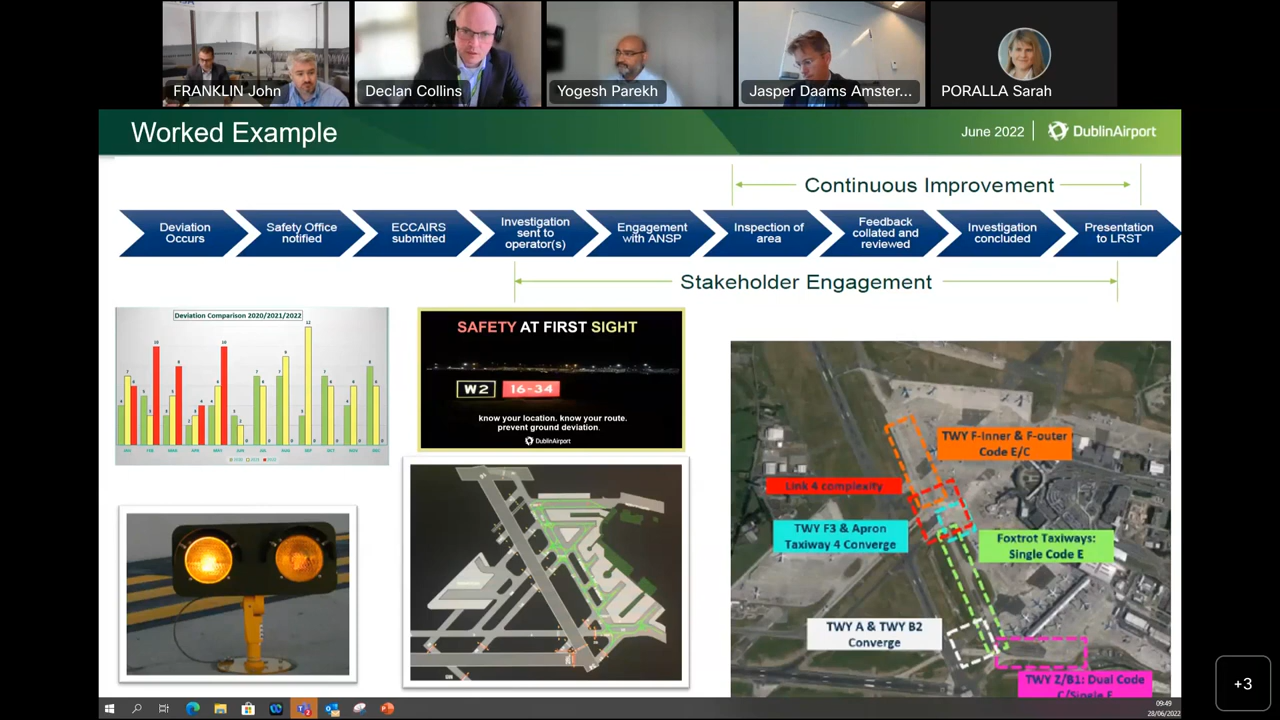 FRANKLIN John
Declan Collins
Yogesh Parekh
Jasper Daams Amster...
PORALLA Sarah
Worked Example
June 2022
DublinAirport
Continuous Improvement
Deviation
Occurs
Safety Office
notified
ECCAIRS
submitted
Investigation
sent to
operator(s)
Engagement
with ANSP
Inspection of
area
Feedback
collated and
reviewed
Investigation
concluded
Presentation
to LRST
Stakeholder Engagement
Deviation Comparison 2020/2021/2022
SAFETY AT FIRST SIGHT
W2 16-34
know your location. know your route.
prevent ground deviation.
DublinAirport
TWY F-Inner & F-outer
Code E/C
Link 4 complexity
TWY F3 & Apron
Taxiway 4 Converge
Foxtrot Taxiways:
Single Code E
TWY A & TWY B2
Converge
TWY Z/B1: Dual Code
C/Single E
+3
09:49
28/06/2022